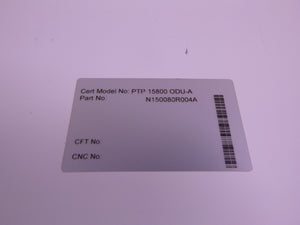 Cert Model No: PTP 15800 ODU-A
Part No N150080R004A
CFT No:
CNC No: